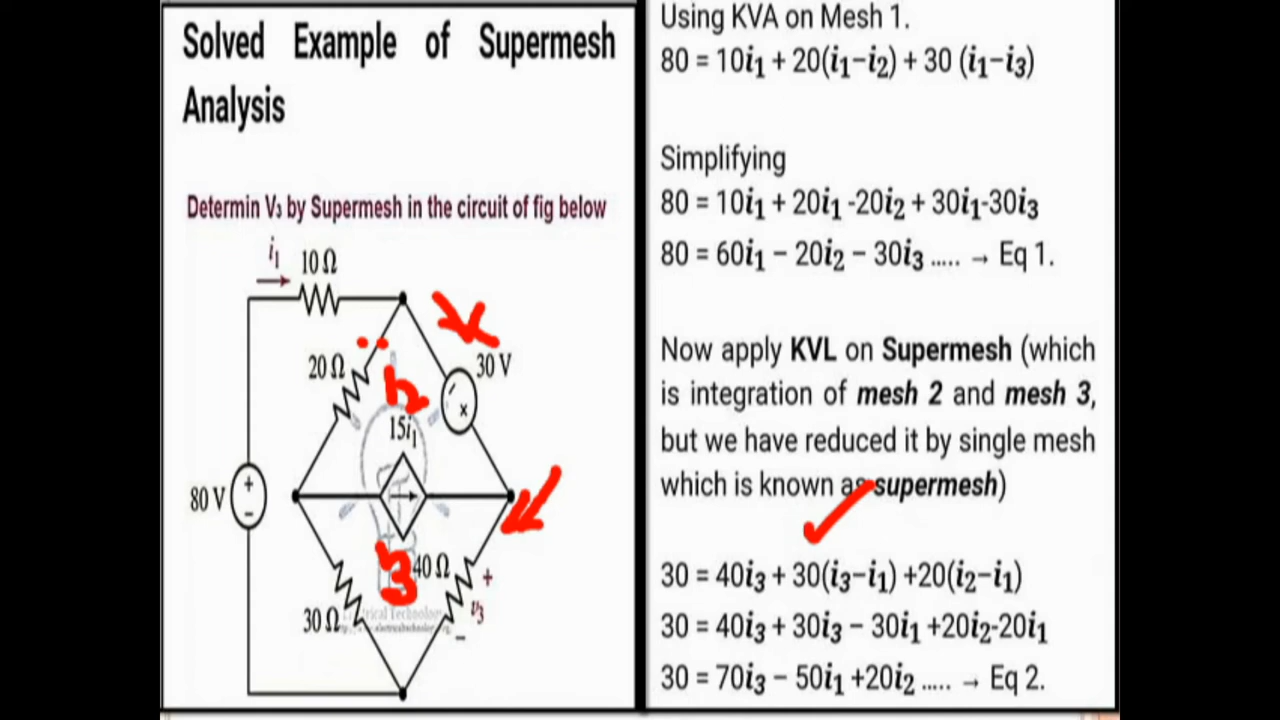 Solved Example of Supermesh
Analysis
Determin V₃ by Supermesh in the circuit of fig below
i₁
10 Ω
20 Ω
30 V
2
15i₁
80 V
+
−
3
40 Ω
+
v₃
−
30 Ω
Using KVA on Mesh 1.
80 = 10i₁ + 20(i₁−i₂) + 30 (i₁−i₃)
Simplifying
80 = 10i₁ + 20i₁ -20i₂ + 30i₁-30i₃
80 = 60i₁ − 20i₂ − 30i₃ ..... → Eq 1.
Now apply KVL on Supermesh (which
is integration of mesh 2 and mesh 3,
but we have reduced it by single mesh
which is known as supermesh)
30 = 40i₃ + 30(i₃−i₁) +20(i₂−i₁)
30 = 40i₃ + 30i₃ − 30i₁ +20i₂-20i₁
30 = 70i₃ − 50i₁ +20i₂ ..... → Eq 2.